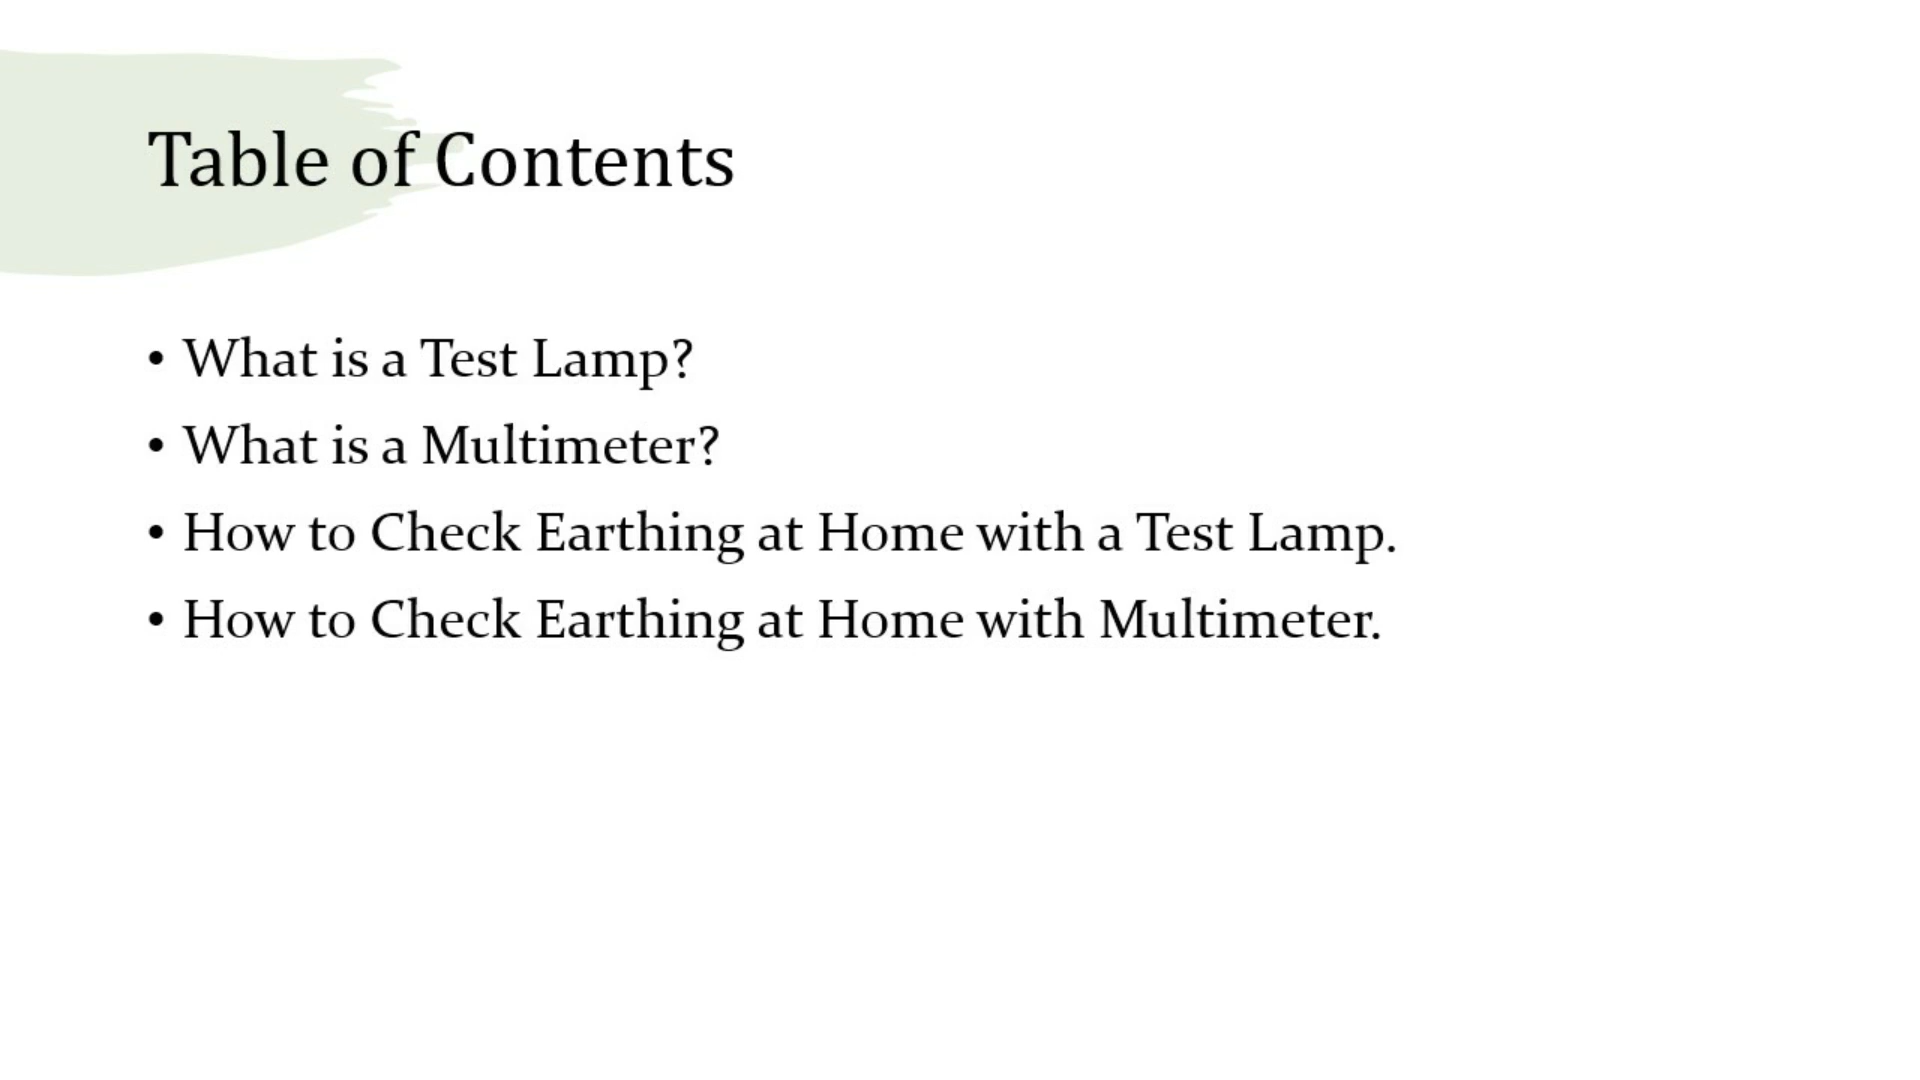 Table of Contents
• What is a Test Lamp?
• What is a Multimeter?
• How to Check Earthing at Home with a Test Lamp.
• How to Check Earthing at Home with Multimeter.